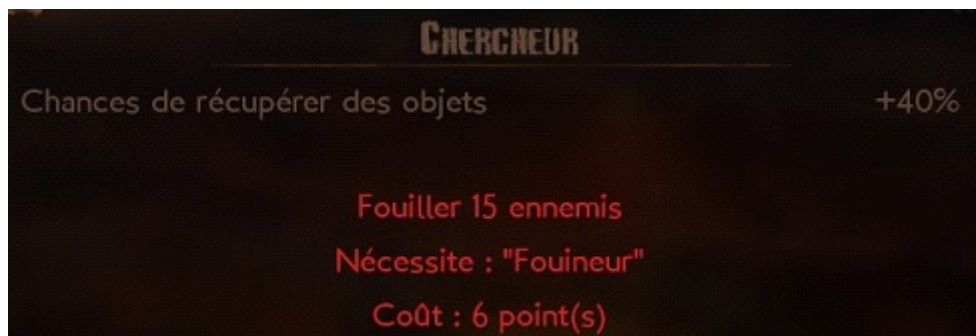 CHERCHEUR
Chances de récupérer des objets +40%
Fouiller 15 ennemis
Nécessite : "Fouineur"
Coût : 6 point(s)